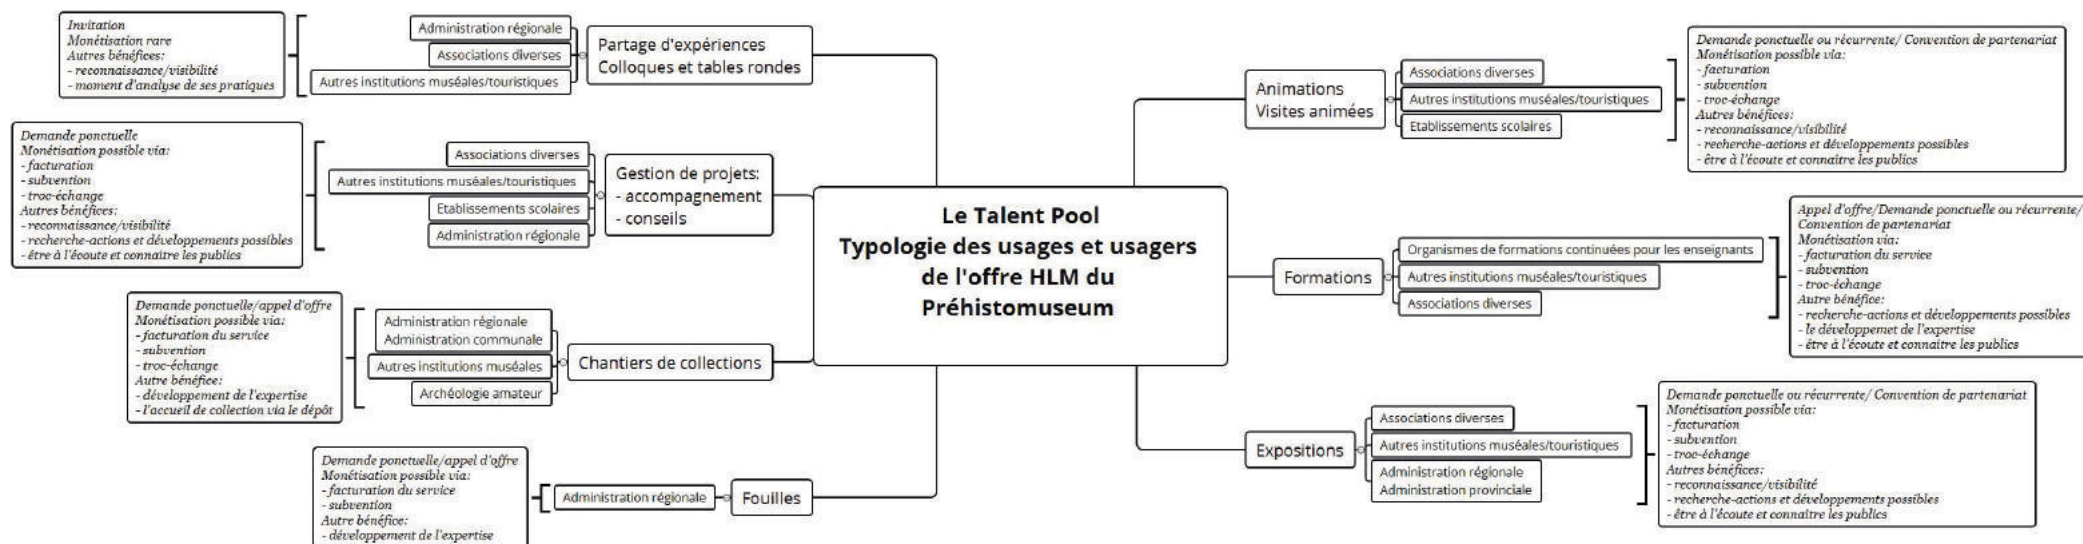 Invitation
Monétisation rare
Autres bénéfices:
- reconnaissance/visibilité
- moment d'analyse de ses pratiques
Administration régionale
Associations diverses
Autres institutions muséales/touristiques
Partage d'expériences
Colloques et tables rondes
Demande ponctuelle
Monétisation possible via:
- facturation
- subvention
- troc-échange
Autres bénéfices:
- reconnaissance/visibilité
- recherche-actions et développements possibles
- être à l'écoute et connaître les publics
Associations diverses
Autres institutions muséales/touristiques
Etablissements scolaires
Administration régionale
Gestion de projets:
- accompagnement
- conseils
Demande ponctuelle/appel d'offre
Monétisation possible via:
- facturation du service
- subvention
- troc-échange
Autre bénéfice:
- développement de l'expertise
- l'accueil de collection via le dépôt
Administration régionale
Administration communale
Autres institutions muséales
Archéologie amateur
Chantiers de collections
Demande ponctuelle/appel d'offre
Monétisation possible via:
- facturation du service
- subvention
Autre bénéfice:
- développement de l'expertise
Administration régionale
Fouilles
Le Talent Pool
Typologie des usages et usagers
de l'offre HLM du
Préhistomuseum
Animations
Visites animées
Associations diverses
Autres institutions muséales/touristiques
Etablissements scolaires
Demande ponctuelle ou récurrente/ Convention de partenariat
Monétisation possible via:
- facturation
- subvention
- troc-échange
Autres bénéfices:
- reconnaissance/visibilité
- recherche-actions et développements possibles
- être à l'écoute et connaître les publics
Formations
Organismes de formations continuées pour les enseignants
Autres institutions muséales/touristiques
Associations diverses
Appel d'offre/Demande ponctuelle ou récurrente/
Convention de partenariat
Monétisation via:
- facturation du service
- subvention
- troc-échange
Autre bénéfice:
- recherche-actions et développements possibles
- le développemet de l'expertise
- être à l'écoute et connaitre les publics
Expositions
Associations diverses
Autres institutions muséales/touristiques
Administration régionale
Administration provinciale
Demande ponctuelle ou récurrente/ Convention de partenariat
Monétisation possible via:
- facturation
- subvention
- troc-échange
Autres bénéfices:
- reconnaissance/visibilité
- recherche-actions et développements possibles
- être à l'écoute et connaître les publics